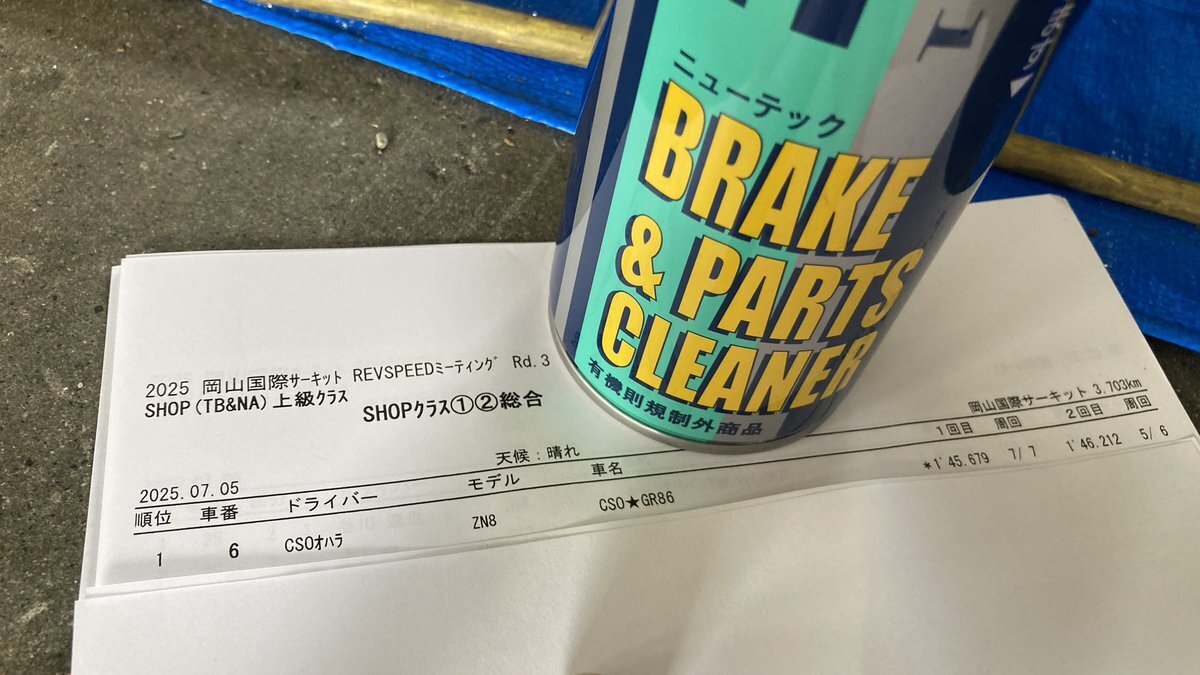 ニューテック
BRAKE
& PARTS
CLEANER
有機則規制外商品
2025 岡山国際サーキット REVSPEEDミーティング Rd.3
SHOP(TB&NA)上級クラス
SHOPクラス①②総合
岡山国際サーキット 3.703km
2025.07.05 天候:晴れ
順位 車番 ドライバー モデル 車名 1回目 周回 2回目 周回
1 6 CSOオハラ ZN8 CSO★GR86 *1'45.679 7/ 7 1'46.212 5/ 6